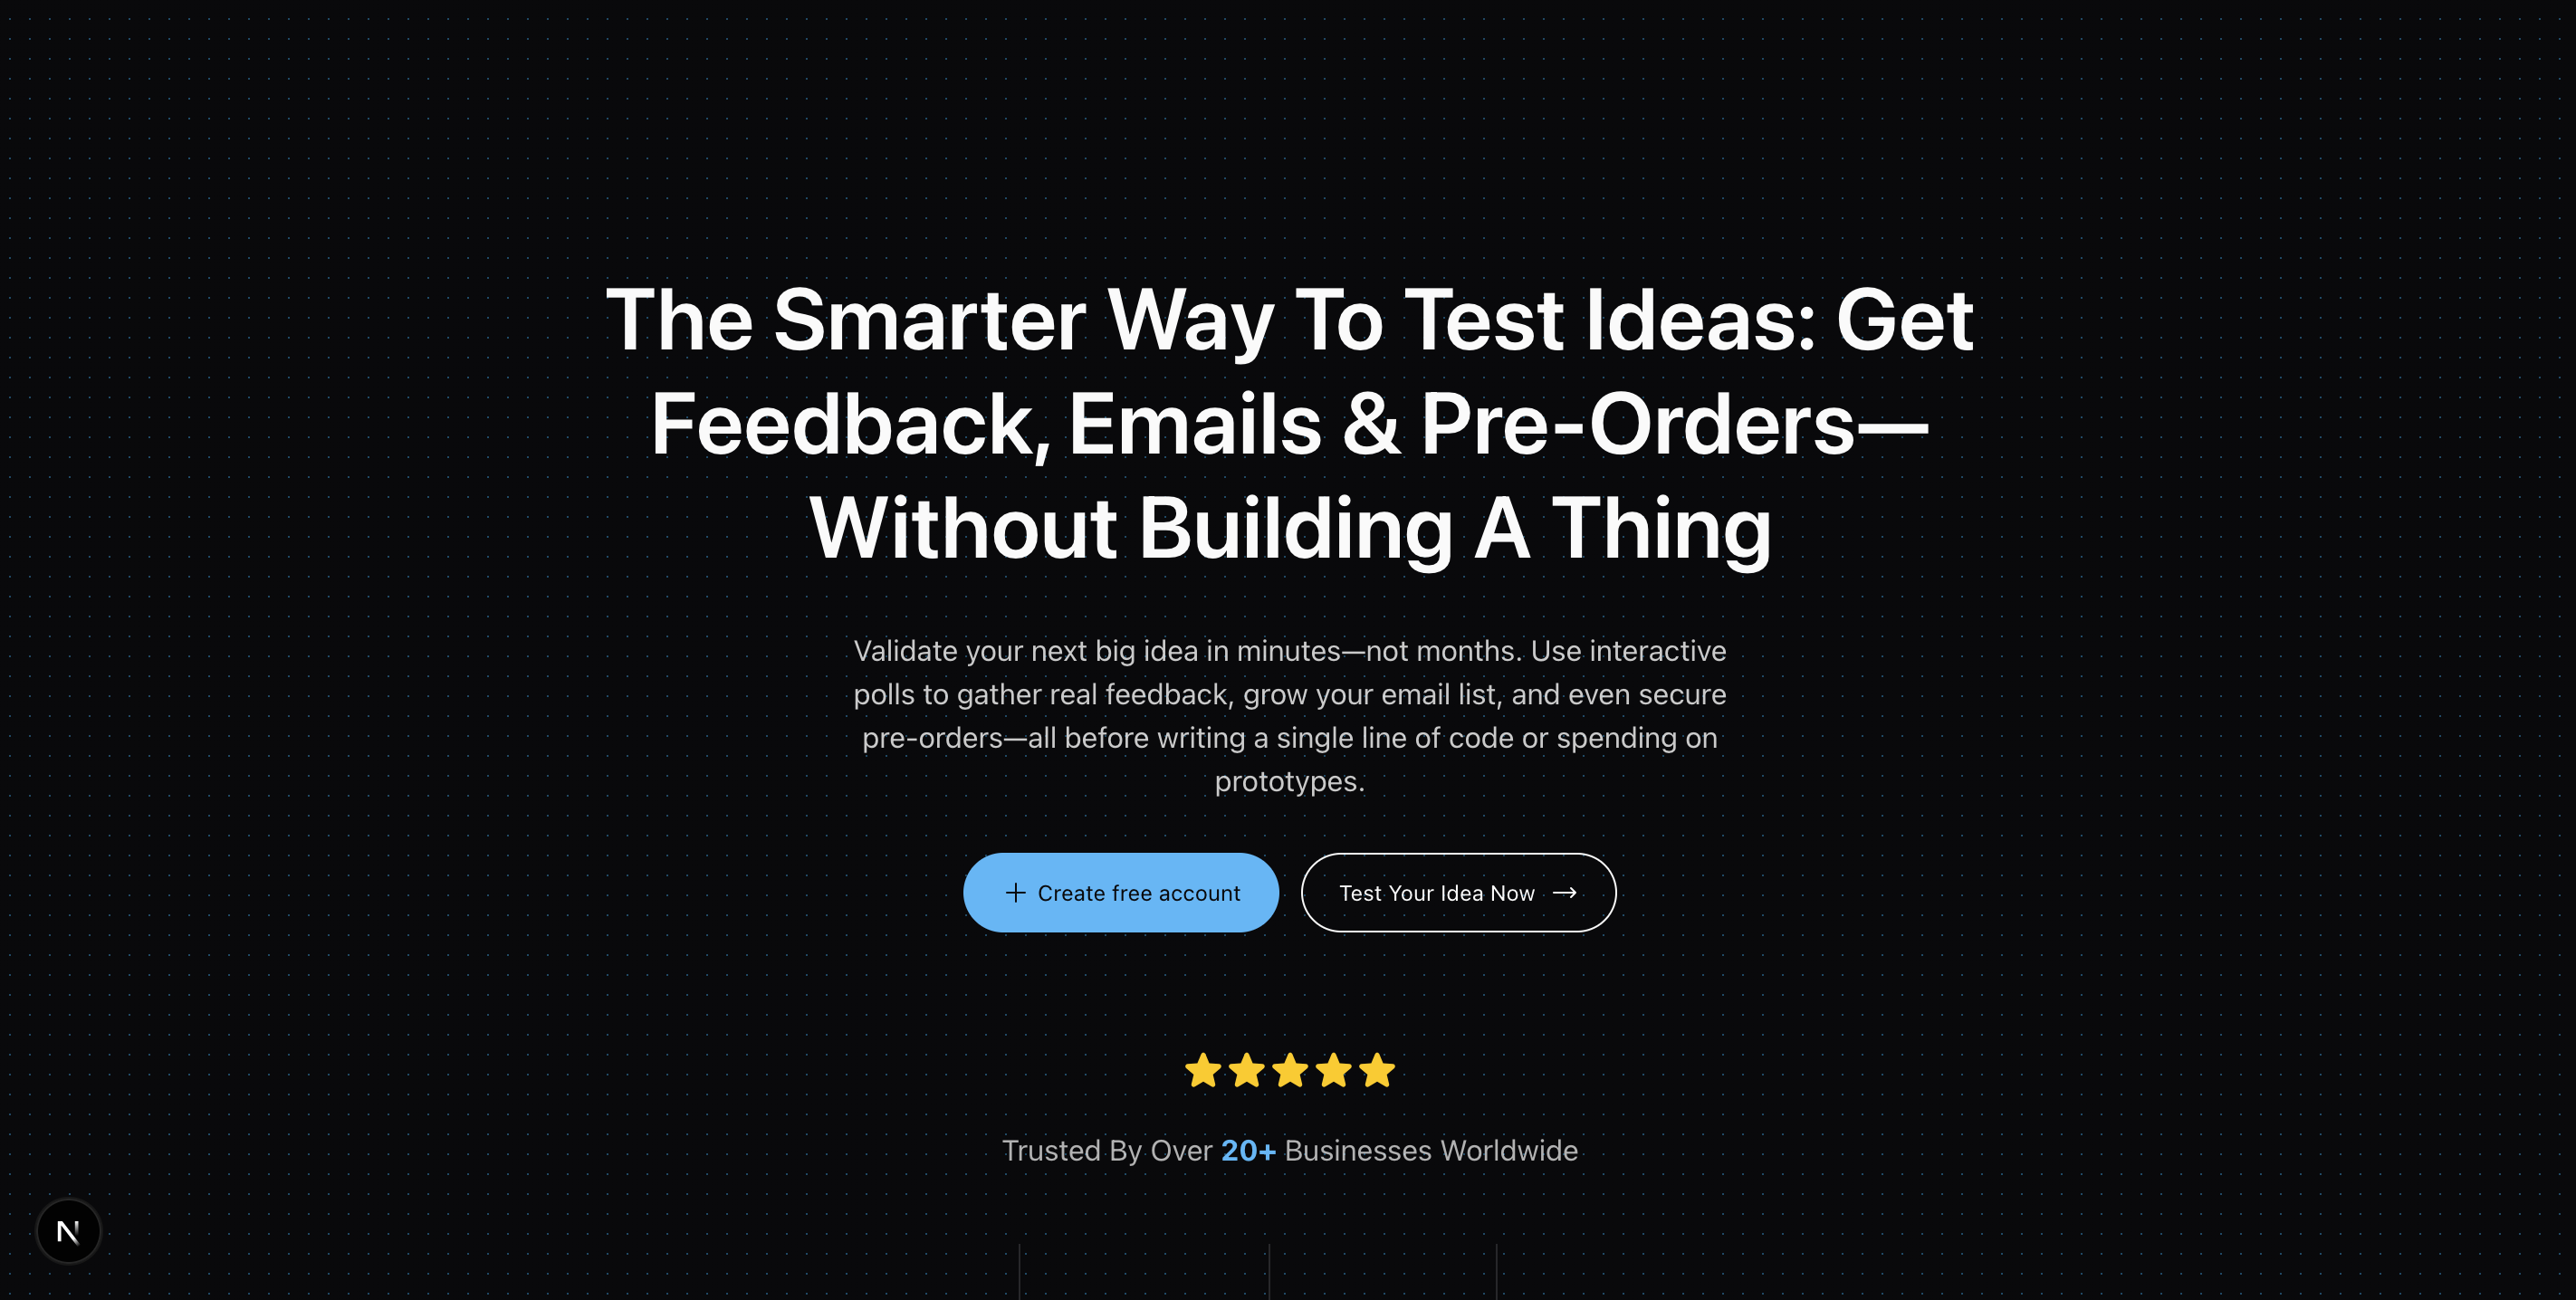 The Smarter Way To Test Ideas: Get
Feedback, Emails & Pre-Orders—
Without Building A Thing
Validate your next big idea in minutes—not months. Use interactive
polls to gather real feedback, grow your email list, and even secure
pre-orders—all before writing a single line of code or spending on
prototypes.
Create free account
Test Your Idea Now
Trusted By Over 20+ Businesses Worldwide
N